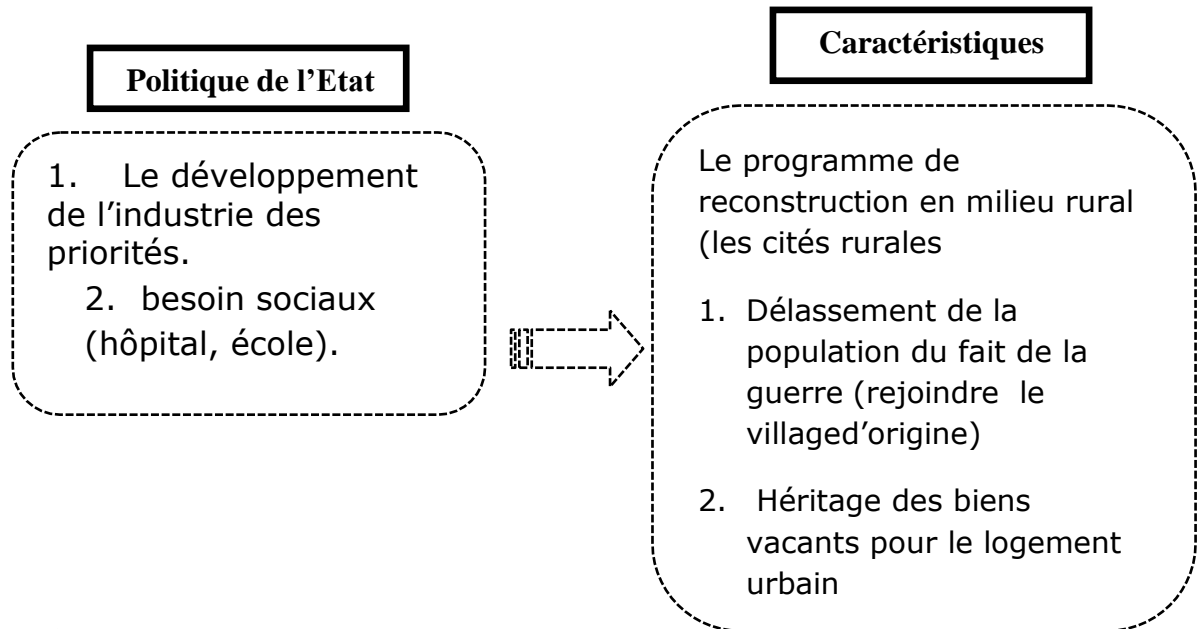 Politique de l’Etat
1. Le développement
de l’industrie des
priorités.
2. besoin sociaux
(hôpital, école).
Caractéristiques
Le programme de
reconstruction en milieu rural
(les cités rurales
1. Délassement de la
population du fait de la
guerre (rejoindre le
villaged’origine)
2. Héritage des biens
vacants pour le logement
urbain